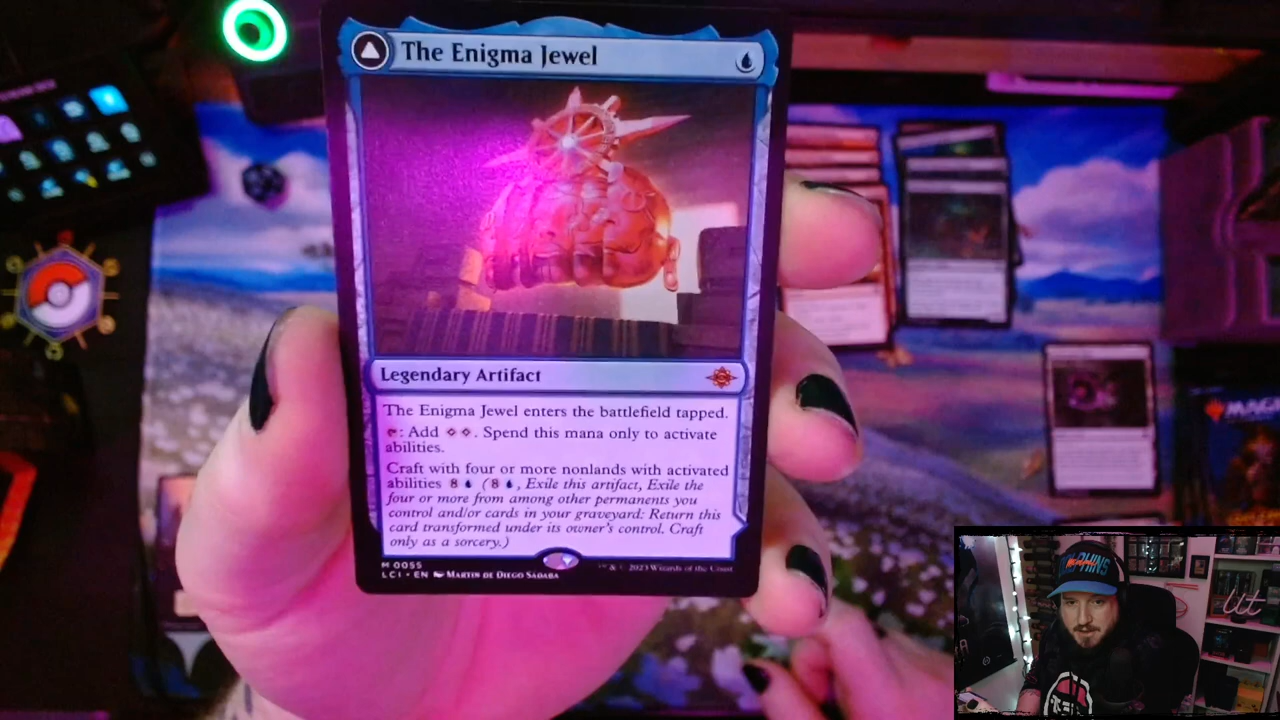 The Enigma Jewel
Legendary Artifact
The Enigma Jewel enters the battlefield tapped.
: Add . Spend this mana only to activate
abilities.
Craft with four or more nonlands with activated
abilities 8 (8 , Exile this artifact, Exile the
four or more from among other permanents you
control and/or cards in your graveyard: Return this
card transformed under its owner's control. Craft
only as a sorcery.)
M 0055
LCI • EN Martin de Diego Sádaba
™ & © 2023 Wizards of the Coast